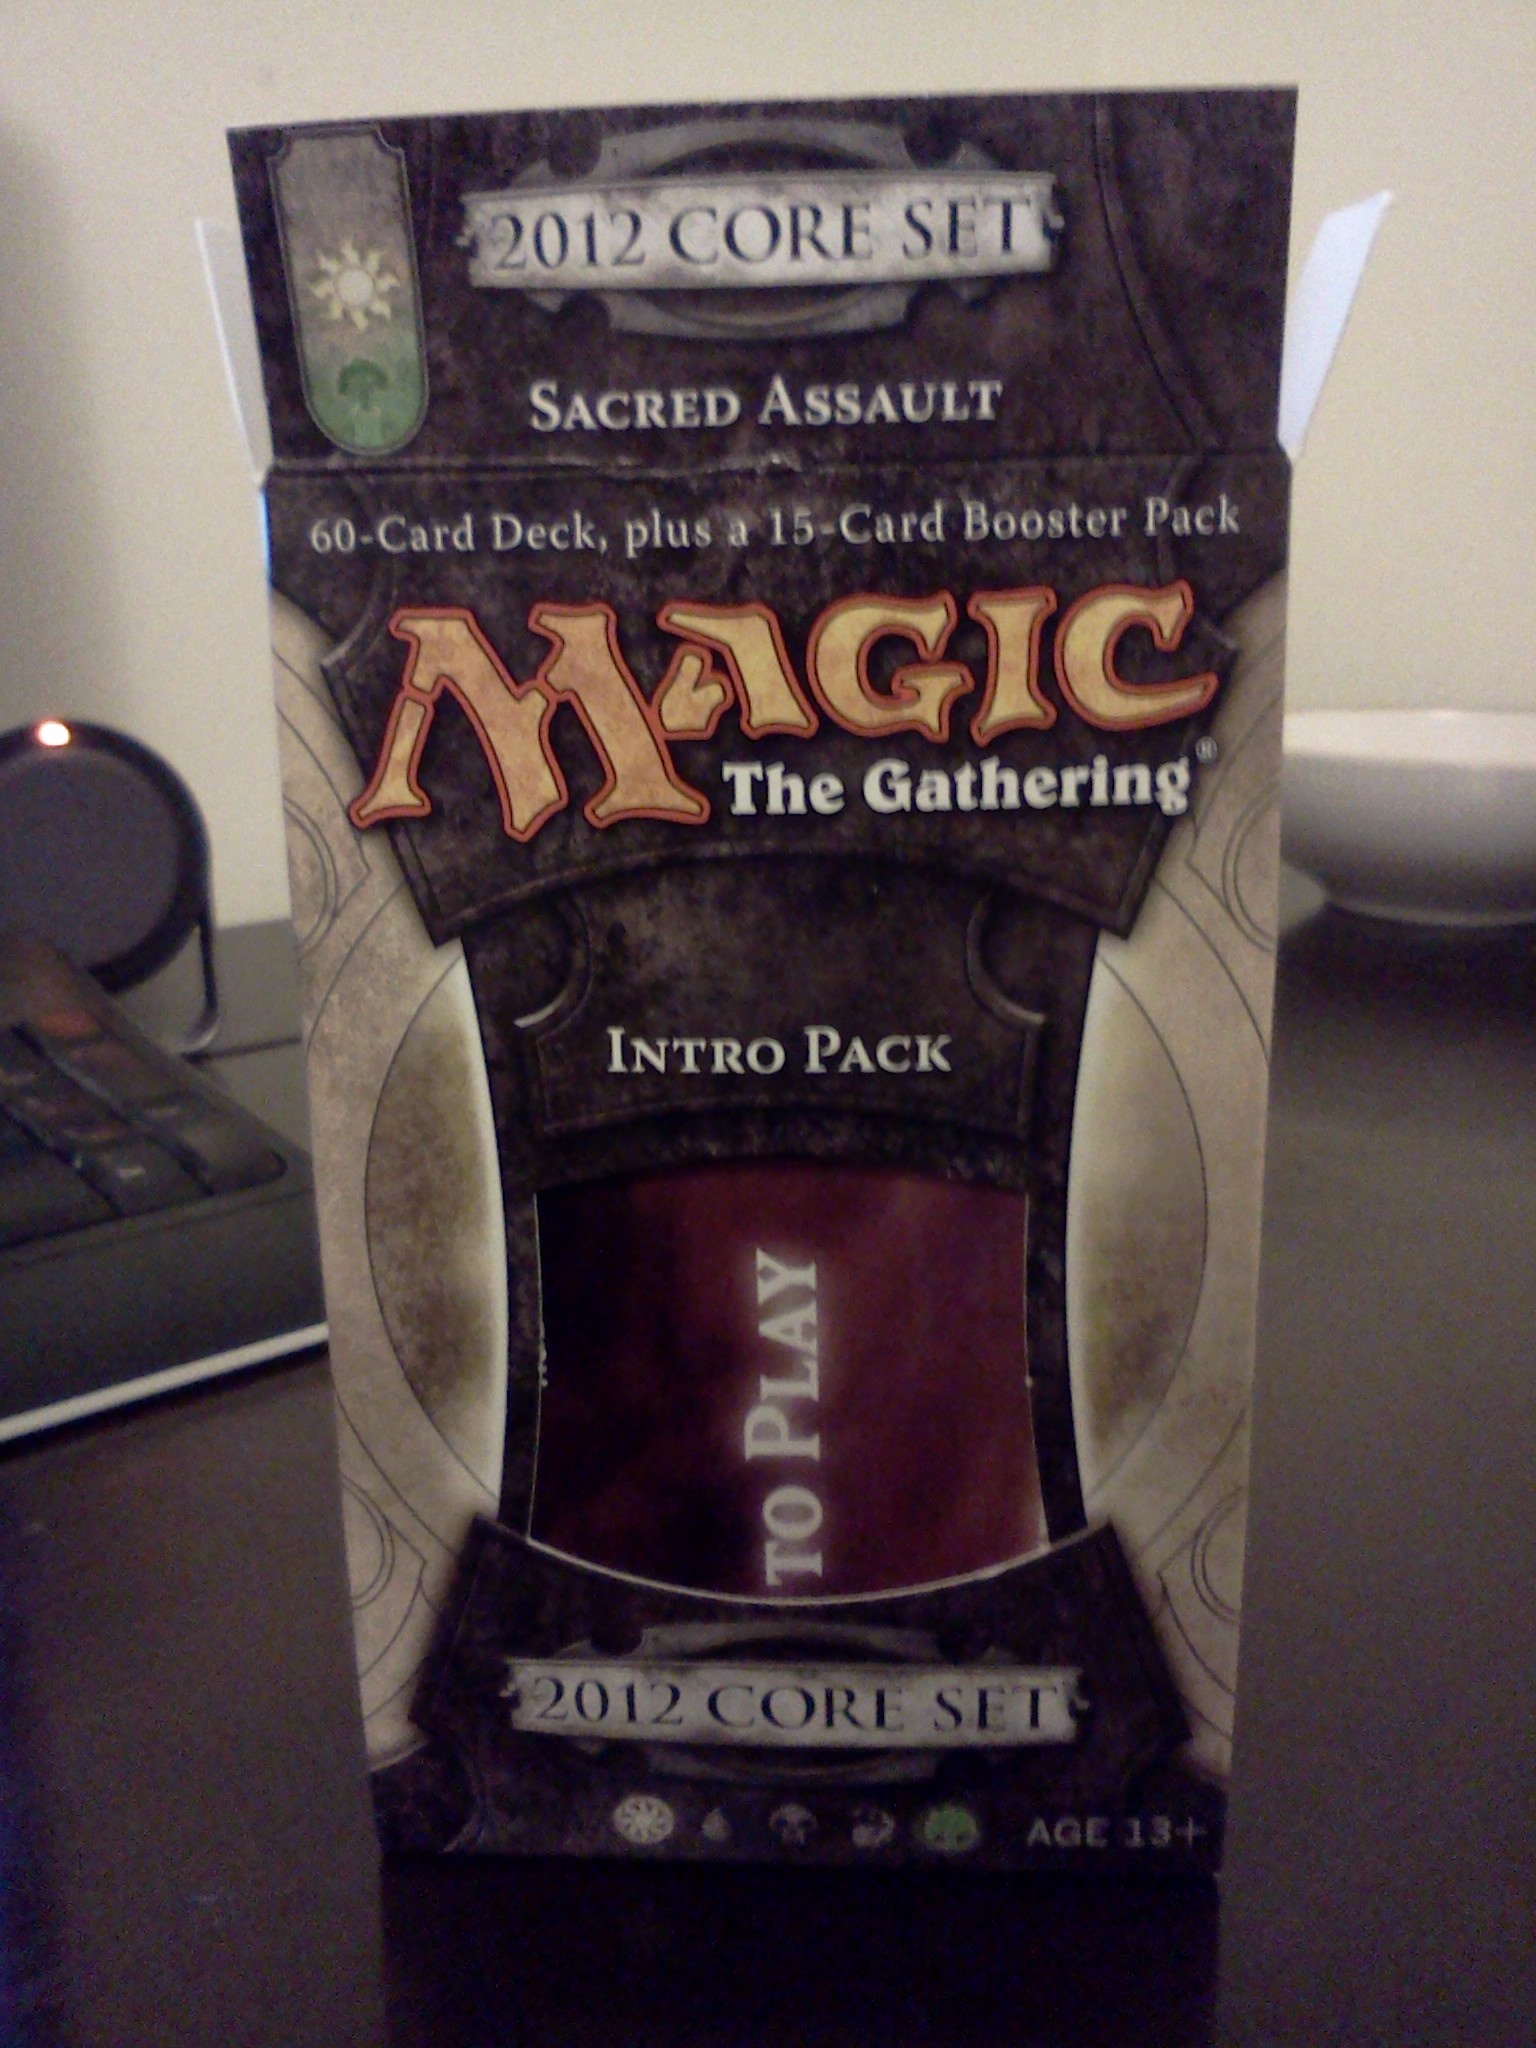 2012 CORE SET
SACRED ASSAULT
60-Card Deck, plus a 15-Card Booster Pack
MAGIC
The Gathering®
INTRO PACK
TO PLAY
2012 CORE SET
AGE 13+